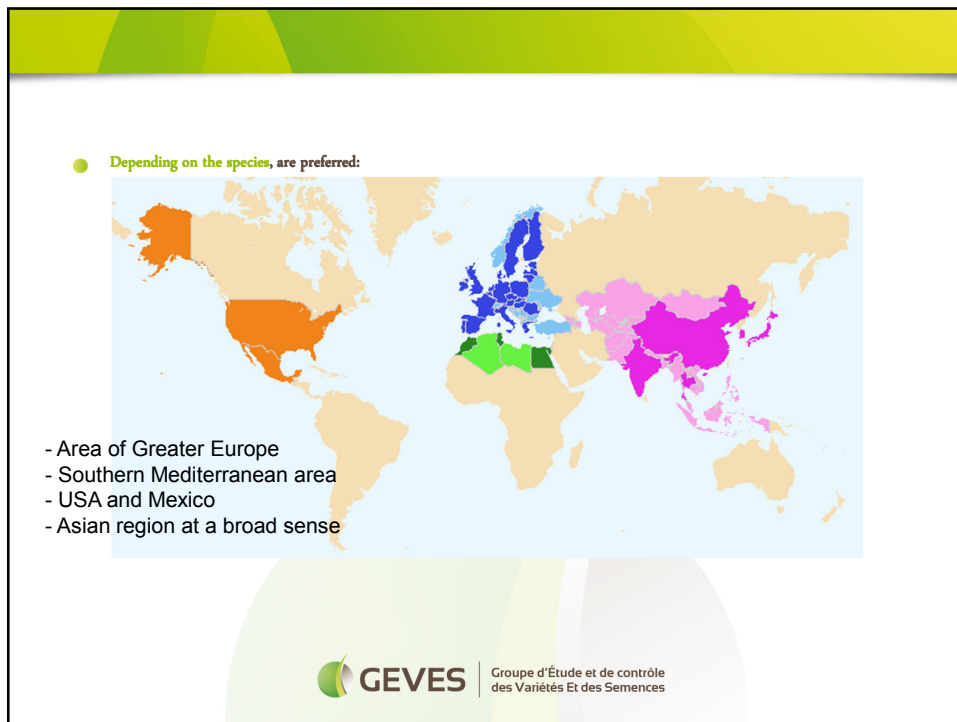 Depending on the species, are preferred:
- Area of Greater Europe
- Southern Mediterranean area
- USA and Mexico
- Asian region at a broad sense
GEVES
Groupe d'Étude et de contrôle
des Variétés Et des Semences